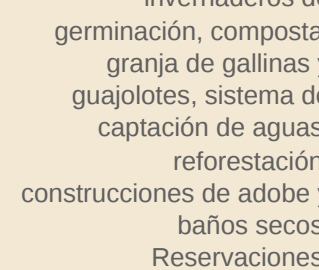 invernaderos de
germinación, composta
granja de gallinas y
guajolotes, sistema de
captación de aguas
reforestación
construcciones de adobe y
baños secos
Reservaciones